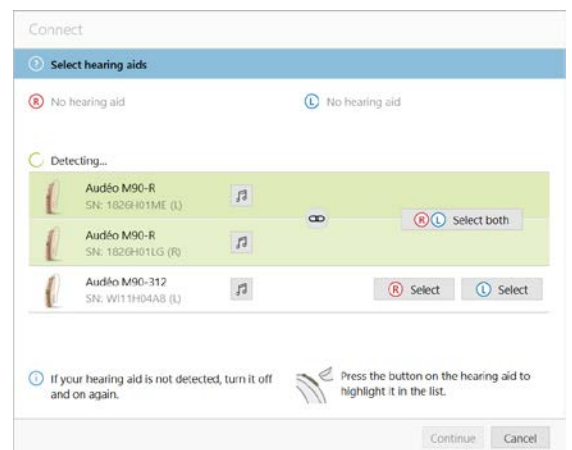 Connect
? Select hearing aids
R No hearing aid
L No hearing aid
Detecting...
Audéo M90-R
SN: 1826H01ME (L)
R L Select both
Audéo M90-R
SN: 1826H01LG (R)
Audéo M90-312
SN: WI11H04A8 (L)
R Select
L Select
i If your hearing aid is not detected, turn it off
and on again.
Press the button on the hearing aid to
highlight it in the list.
Continue
Cancel